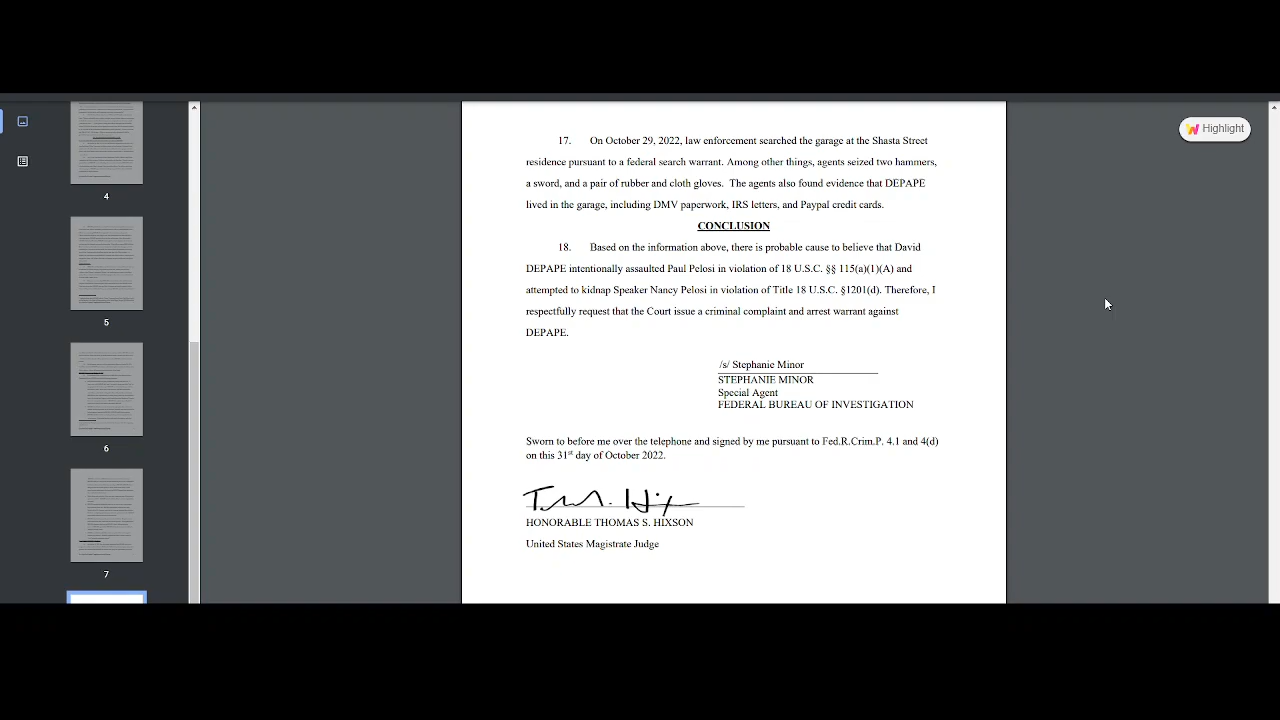 17. On October 29, 2022, law enforcement searched the garage at the Shasta Street
residence pursuant to a federal search warrant. Among other things, agents seized two hammers,
a sword, and a pair of rubber and cloth gloves. The agents also found evidence that DEPAPE
lived in the garage, including DMV paperwork, IRS letters, and Paypal credit cards.
CONCLUSION
18. Based on the information above, there is probable cause to believe that David
DEPAPE intentionally assaulted Paul Pelosi in violation of 18 U.S.C. §§ 115(a)(1)(A) and
attempted to kidnap Speaker Nancy Pelosi in violation of Title 18 U.S.C. §1201(d). Therefore, I
respectfully request that the Court issue a criminal complaint and arrest warrant against
DEPAPE.
/s/ Stephanie Minor
STEPHANIE MINOR
Special Agent
FEDERAL BUREAU OF INVESTIGATION
Sworn to before me over the telephone and signed by me pursuant to Fed.R.Crim.P. 4.1 and 4(d)
on this 31st day of October 2022.
HONORABLE THOMAS S. HIXSON
United States Magistrate Judge
Highlight
4
5
6
7